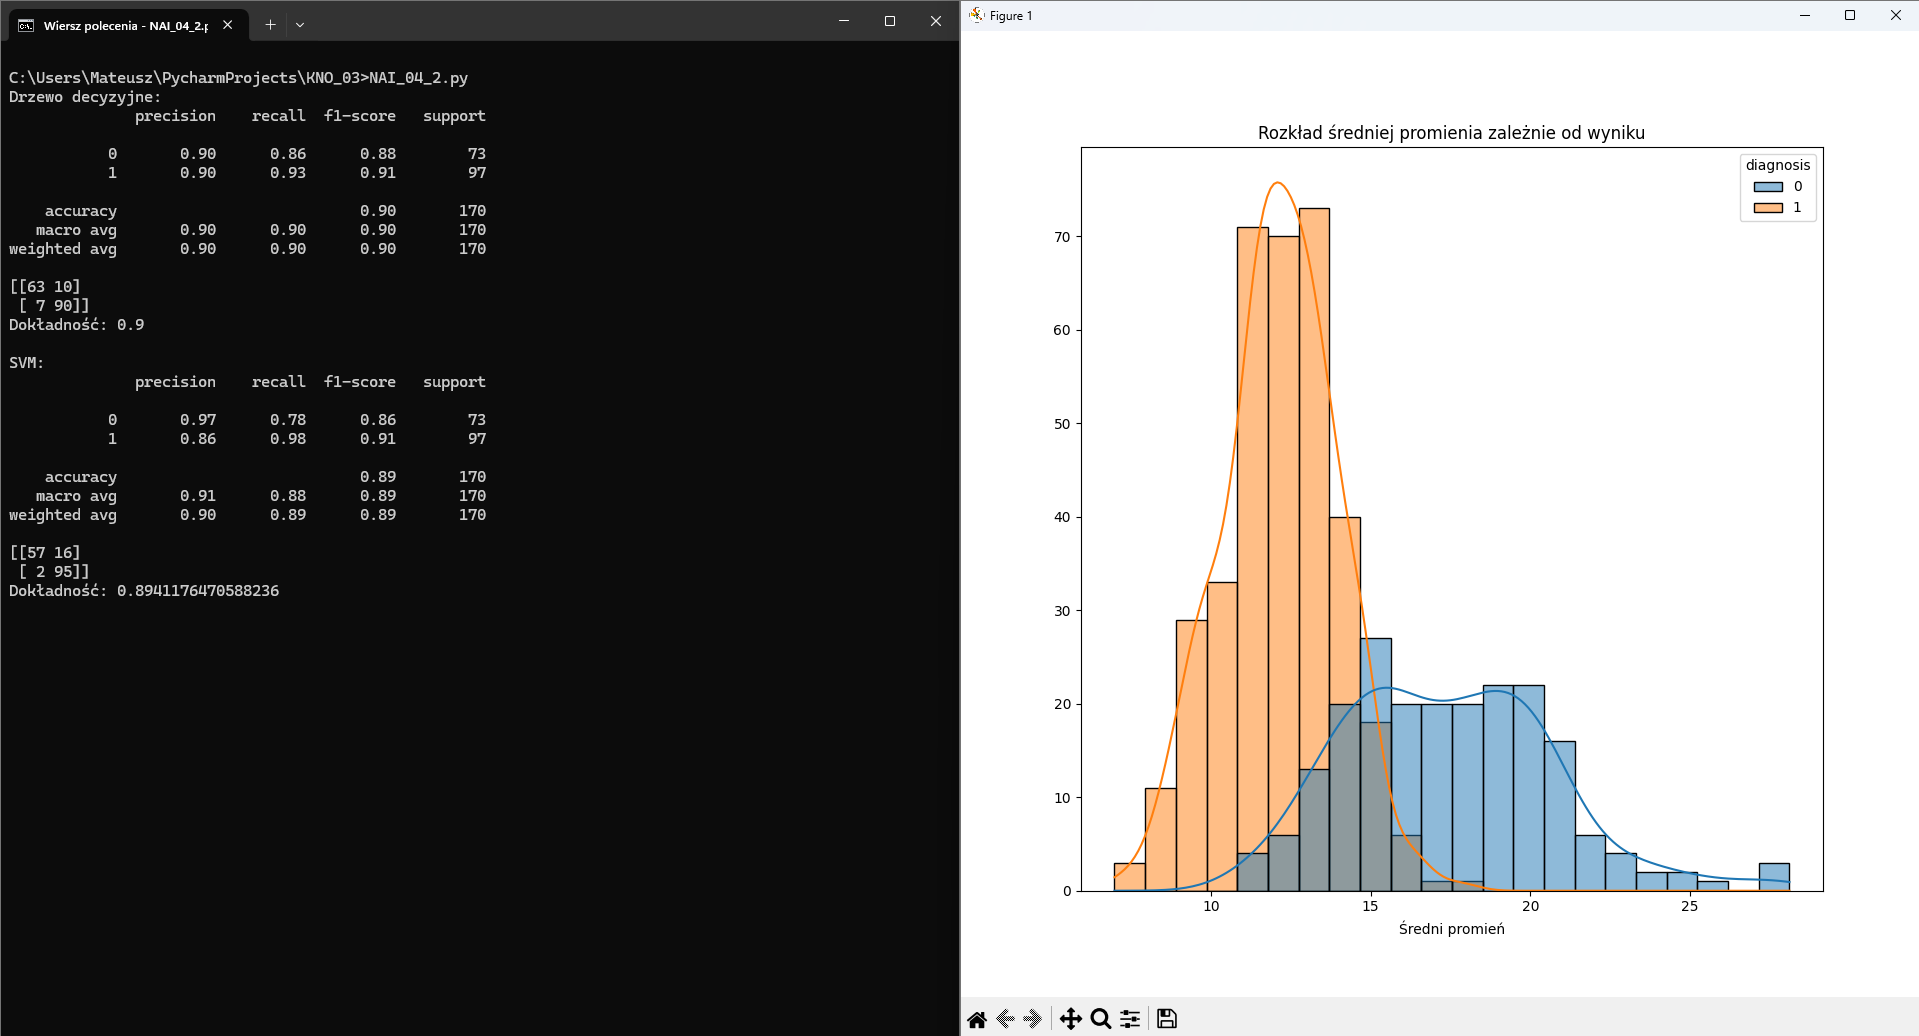 Wiersz polecenia - NAI_04_2.p
C:\Users\Mateusz\PycharmProjects\KNO_03>NAI_04_2.py
Drzewo decyzyjne:
precision recall f1-score support
0 0.90 0.86 0.88 73
1 0.90 0.93 0.91 97
accuracy 0.90 170
macro avg 0.90 0.90 0.90 170
weighted avg 0.90 0.90 0.90 170
[[63 10]
[ 7 90]]
Dokładność: 0.9
SVM:
precision recall f1-score support
0 0.97 0.78 0.86 73
1 0.86 0.98 0.91 97
accuracy 0.89 170
macro avg 0.91 0.88 0.89 170
weighted avg 0.90 0.89 0.89 170
[[57 16]
[ 2 95]]
Dokładność: 0.8941176470588236
Figure 1
Rozkład średniej promienia zależnie od wyniku
diagnosis
0
1
70
60
50
40
30
20
10
0
10 15 20 25
Średni promień